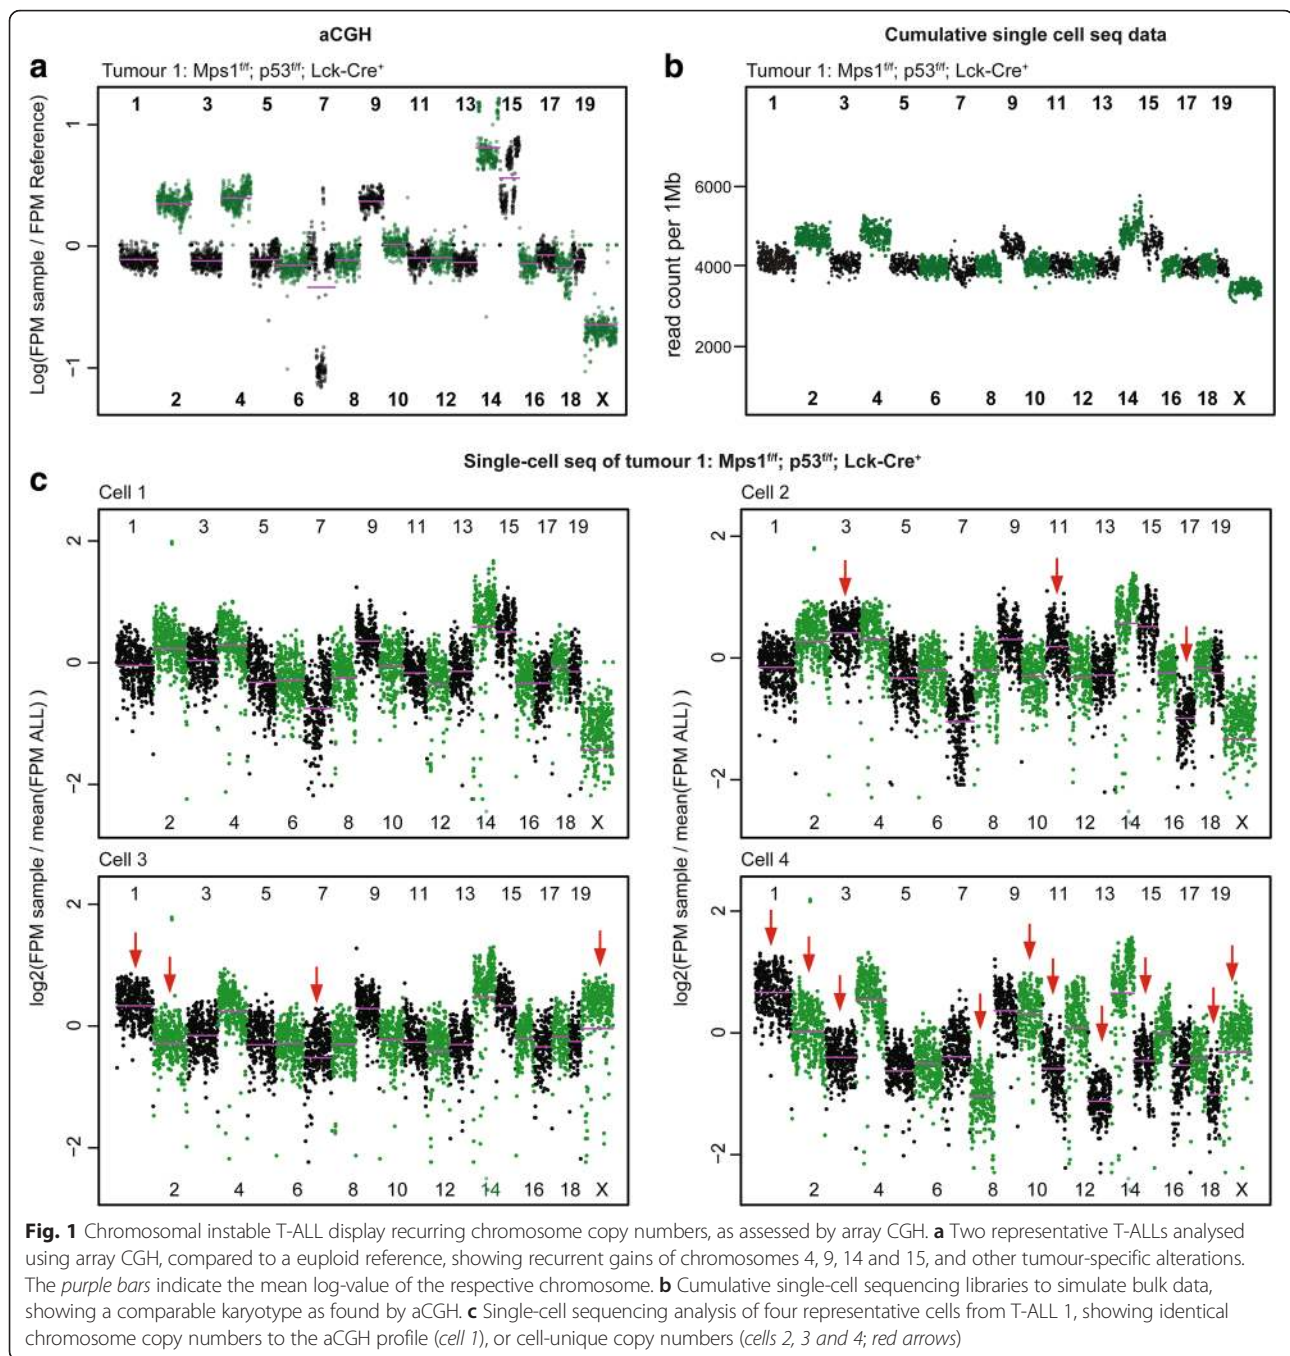 aCGH
Cumulative single cell seq data
a
Tumour 1: Mps1f/f; p53f/f; Lck-Cre+
b
Tumour 1: Mps1f/f; p53f/f; Lck-Cre+
1 3 5 7 9 11 13 15 17 19
1 3 5 7 9 11 13 15 17 19
Log(FPM sample / FPM Reference)
1
0
−1
read count per 1Mb
6000
4000
2000
2 4 6 8 10 12 14 16 18 X
2 4 6 8 10 12 14 16 18 X
Single-cell seq of tumour 1: Mps1f/f; p53f/f; Lck-Cre+
c
Cell 1
Cell 2
1 3 5 7 9 11 13 15 17 19
1 3 5 7 9 11 13 15 17 19
2
0
−2
2
0
−2
2 4 6 8 10 12 14 16 18 X
2 4 6 8 10 12 14 16 18 X
log2(FPM sample / mean(FPM ALL))
log2(FPM sample / mean(FPM ALL))
Cell 3
Cell 4
1 3 5 7 9 11 13 15 17 19
1 3 5 7 9 11 13 15 17 19
2
0
−2
2
0
−2
2 4 6 8 10 12 14 16 18 X
2 4 6 8 10 12 14 16 18 X
Fig. 1 Chromosomal instable T-ALL display recurring chromosome copy numbers, as assessed by array CGH. a Two representative T-ALLs analysed
using array CGH, compared to a euploid reference, showing recurrent gains of chromosomes 4, 9, 14 and 15, and other tumour-specific alterations.
The purple bars indicate the mean log-value of the respective chromosome. b Cumulative single-cell sequencing libraries to simulate bulk data,
showing a comparable karyotype as found by aCGH. c Single-cell sequencing analysis of four representative cells from T-ALL 1, showing identical
chromosome copy numbers to the aCGH profile (cell 1), or cell-unique copy numbers (cells 2, 3 and 4; red arrows)